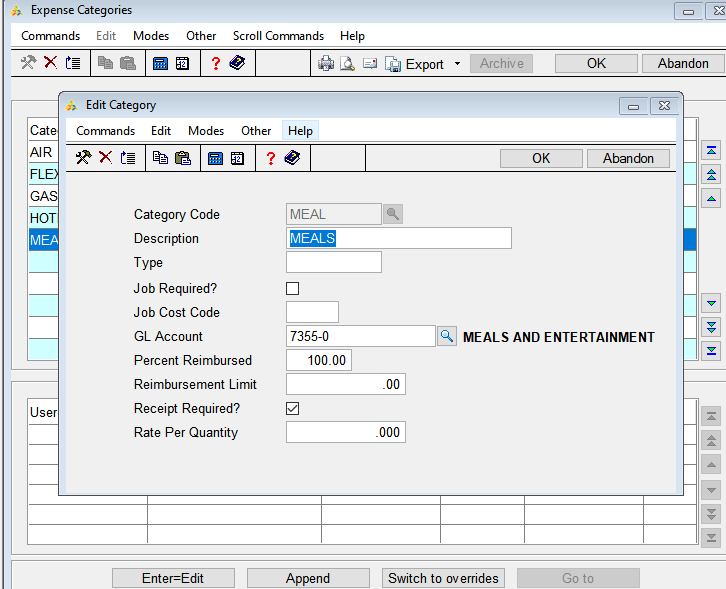 Expense Categories
Commands Edit Modes Other Scroll Commands Help
Export Archive OK Abandon
Edit Category
Commands Edit Modes Other Help
OK Abandon
Cate
AIR
FLEX
GAS
HOT
MEA
Category Code MEAL
Description MEALS
Type
Job Required?
Job Cost Code
GL Account 7355-0 MEALS AND ENTERTAINMENT
Percent Reimbursed 100.00
Reimbursement Limit .00
Receipt Required?
Rate Per Quantity .000
User
Enter=Edit Append Switch to overrides Go to